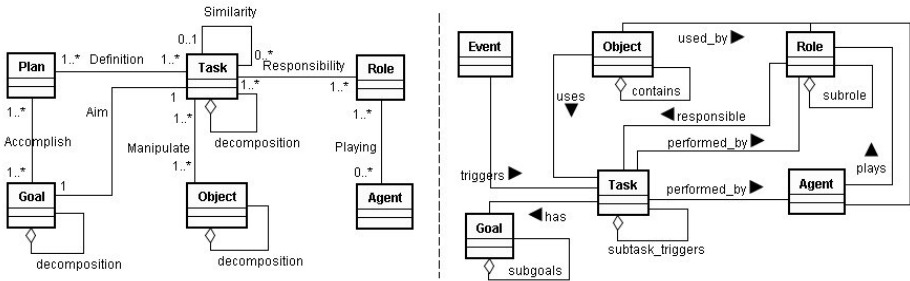 Similarity
0..1
0..*
Plan
1..*
Definition
1..*
Task
Responsibility
1..*
1..*
Role
1..*
Aim
1
decomposition
1..*
Accomplish
Manipulate
1..*
Playing
1..*
1..*
0..*
Goal
1
Object
Agent
decomposition
decomposition
Event
Object
used_by
Role
contains
subrole
uses
responsible
performed_by
triggers
Task
performed_by
Agent
plays
has
Goal
subtask_triggers
subgoals